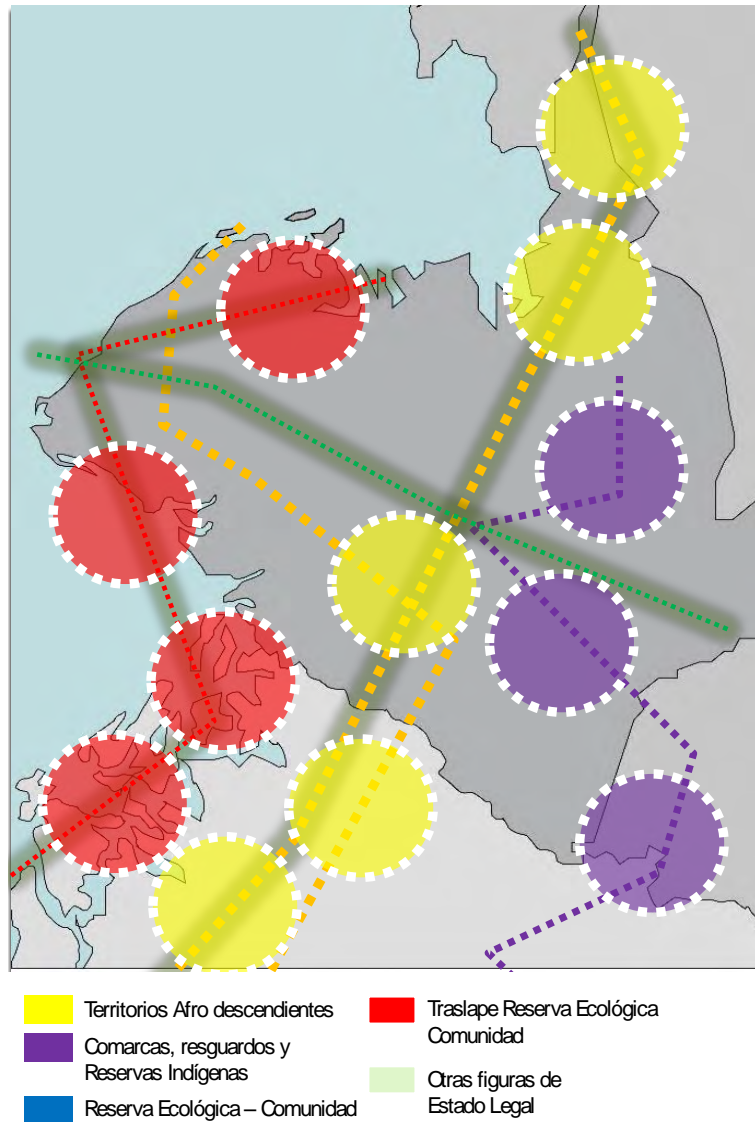 Territorios Afro descendientes
Comarcas, resguardos y
Reservas Indígenas
Reserva Ecológica – Comunidad
Traslape Reserva Ecológica
Comunidad
Otras figuras de
Estado Legal